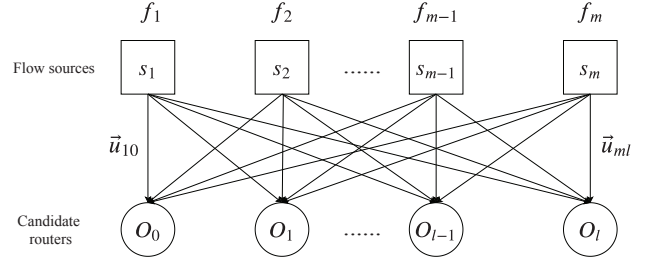 f₁ f₂ fₘ₋₁ fₘ
Flow sources s₁ s₂ ...... sₘ₋₁ sₘ
u⃗₁₀ u⃗ₘₗ
Candidate
routers O₀ O₁ ...... Oₗ₋₁ Oₗ